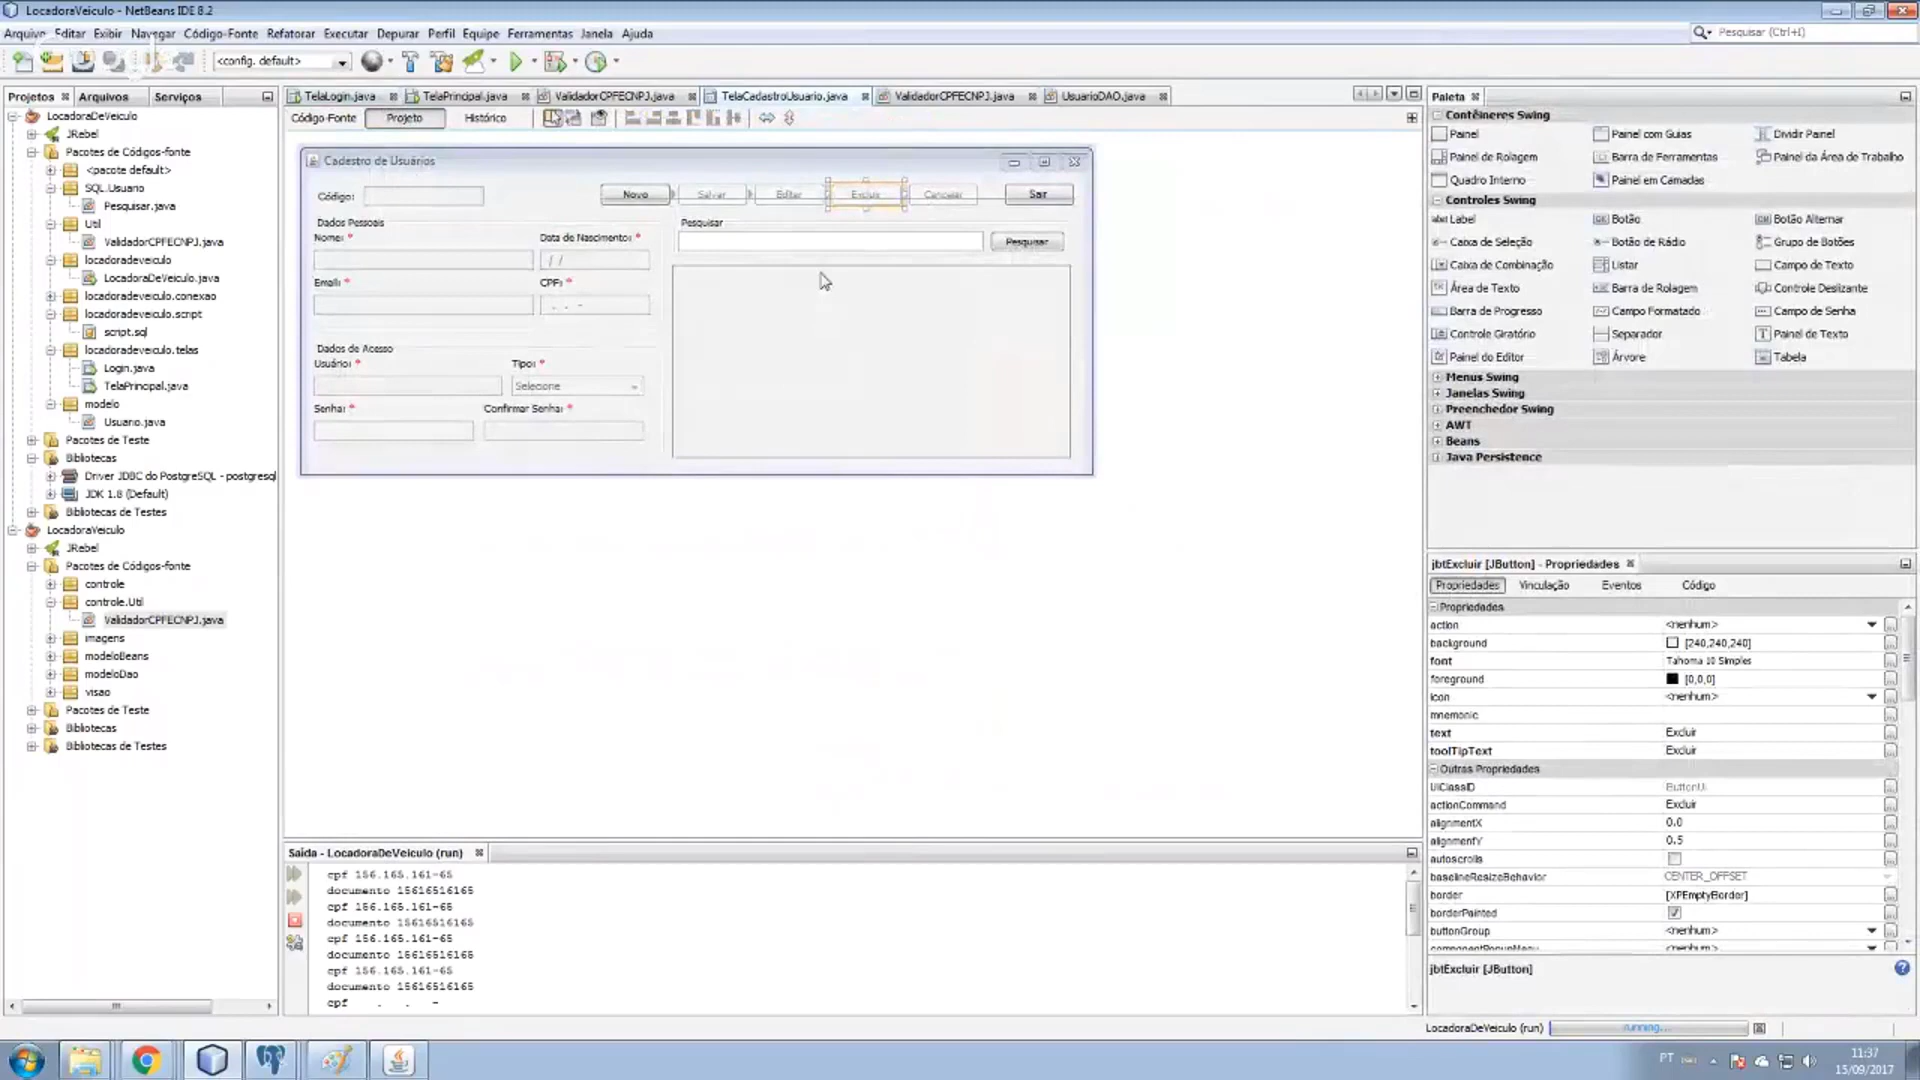 LocadoraVeiculo - NetBeans IDE 8.2
Arquivo Editar Exibir Navegar Código-Fonte Refatorar Executar Depurar Perfil Equipe Ferramentas Janela Ajuda
Pesquisar (Ctrl+I)
<config. default>
Projetos Arquivos Serviços
TelaLogin.java TelaPrincipal.java ValidadorCPFECNPJ.java TelaCadastroUsuario.java ValidadorCPFECNPJ.java UsuarioDAO.java
Código-Fonte Projeto Histórico
LocadoraDeVeiculo
JRebel
Pacotes de Códigos-fonte
<pacote default>
SQL.Usuario
Pesquisar.java
Util
ValidadorCPFECNPJ.java
locadoradeveiculo
LocadoraDeVeiculo.java
locadoradeveiculo.conexao
locadoradeveiculo.script
script.sql
locadoradeveiculo.telas
Login.java
TelaPrincipal.java
modelo
Usuario.java
Pacotes de Teste
Bibliotecas
Driver JDBC do PostgreSQL - postgresql
JDK 1.8 (Default)
Bibliotecas de Testes
LocadoraVeiculo
JRebel
Pacotes de Códigos-fonte
controle
controle.Util
ValidadorCPFECNPJ.java
imagens
modeloBeans
modeloDao
visao
Pacotes de Teste
Bibliotecas
Bibliotecas de Testes
Cadastro de Usuários
Código:
Novo Salvar Editar Excluir Cancelar Sair
Dados Pessoais
Nome: * Data de Nascimento: *
/ /
Email: * CPF: *
. . -
Dados de Acesso
Usuário: * Tipo: *
Selecione
Senha: * Confirmar Senha: *
Pesquisar
Pesquisar
Saída - LocadoraDeVeiculo (run)
cpf 156.165.161-65
documento 15616516165
cpf 156.165.161-65
documento 15616516165
cpf 156.165.161-65
documento 15616516165
cpf 156.165.161-65
documento 15616516165
cpf . . -
Paleta
Contêineres Swing
Painel Painel com Guias Dividir Painel
Painel de Rolagem Barra de Ferramentas Painel da Área de Trabalho
Quadro Interno Painel em Camadas
Controles Swing
Label Botão Botão Alternar
Caixa de Seleção Botão de Rádio Grupo de Botões
Caixa de Combinação Listar Campo de Texto
Área de Texto Barra de Rolagem Controle Deslizante
Barra de Progresso Campo Formatado Campo de Senha
Controle Giratório Separador Painel de Texto
Painel do Editor Árvore Tabela
Menus Swing
Janelas Swing
Preenchedor Swing
AWT
Beans
Java Persistence
jbtExcluir [JButton] - Propriedades
Propriedades Vinculação Eventos Código
Propriedades
action <nenhum>
background [240,240,240]
font Tahoma 10 Simples
foreground [0,0,0]
icon <nenhum>
mnemonic
text Excluir
toolTipText Excluir
Outras Propriedades
UIClassID ButtonUI
actionCommand Excluir
alignmentX 0.0
alignmentY 0.5
autoscrolls
baselineResizeBehavior CENTER_OFFSET
border [XPEmptyBorder]
borderPainted
buttonGroup <nenhum>
componentPopupMenu <nenhum>
jbtExcluir [JButton]
LocadoraDeVeiculo (run) running...
PT
11:37
15/09/2017